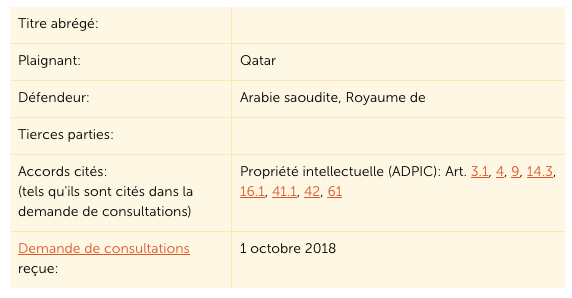 Titre abrégé:
Plaignant: Qatar
Défendeur: Arabie saoudite, Royaume de
Tierces parties:
Accords cités: Propriété intellectuelle (ADPIC): Art. 3.1, 4, 9, 14.3,
(tels qu'ils sont cités dans la 16.1, 41.1, 42, 61
demande de consultations)
Demande de consultations 1 octobre 2018
reçue: